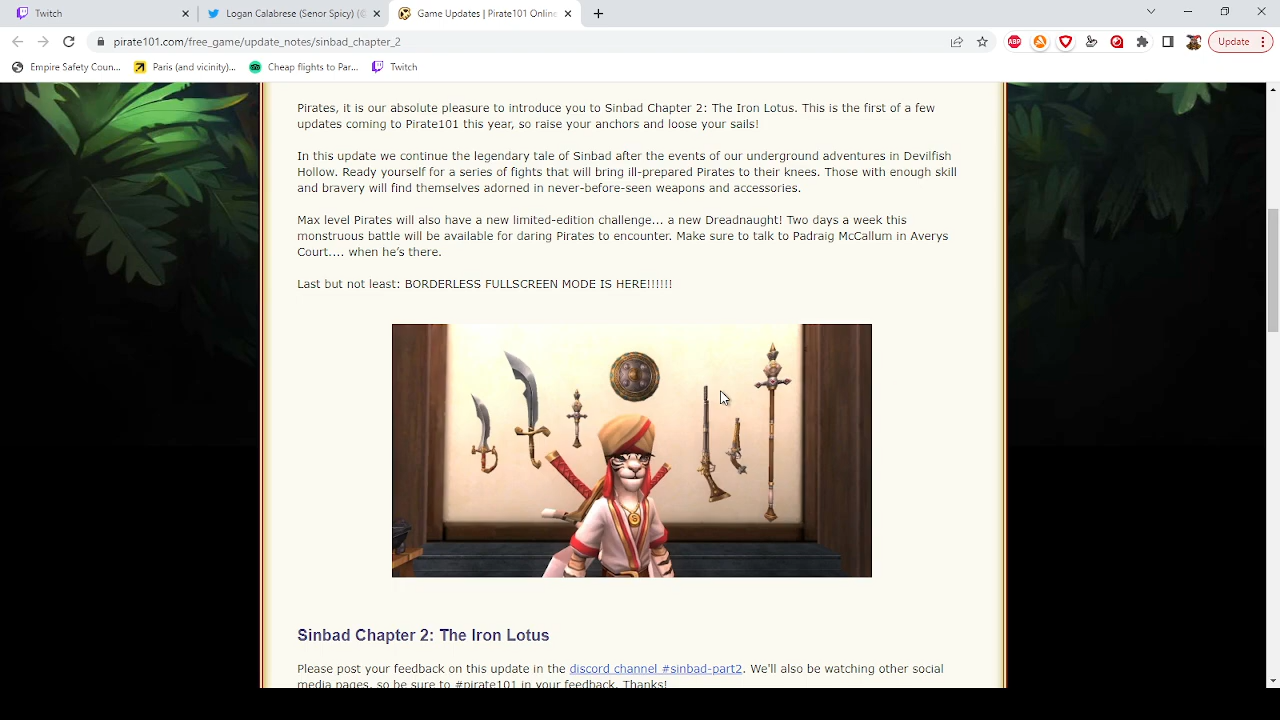 Twitch
Logan Calabrese (Senor Spicy) (@
Game Updates | Pirate101 Online
pirate101.com/free_game/update_notes/sinbad_chapter_2
ABP
Update
Empire Safety Coun...
Paris (and vicinity)...
Cheap flights to Par...
Twitch
Pirates, it is our absolute pleasure to introduce you to Sinbad Chapter 2: The Iron Lotus. This is the first of a few
updates coming to Pirate101 this year, so raise your anchors and loose your sails!
In this update we continue the legendary tale of Sinbad after the events of our underground adventures in Devilfish
Hollow. Ready yourself for a series of fights that will bring ill-prepared Pirates to their knees. Those with enough skill
and bravery will find themselves adorned in never-before-seen weapons and accessories.
Max level Pirates will also have a new limited-edition challenge... a new Dreadnaught! Two days a week this
monstruous battle will be available for daring Pirates to encounter. Make sure to talk to Padraig McCallum in Averys
Court.... when he’s there.
Last but not least: BORDERLESS FULLSCREEN MODE IS HERE!!!!!!
Sinbad Chapter 2: The Iron Lotus
Please post your feedback on this update in the discord channel #sinbad-part2. We'll also be watching other social
media pages, so be sure to #pirate101 in your feedback. Thanks!